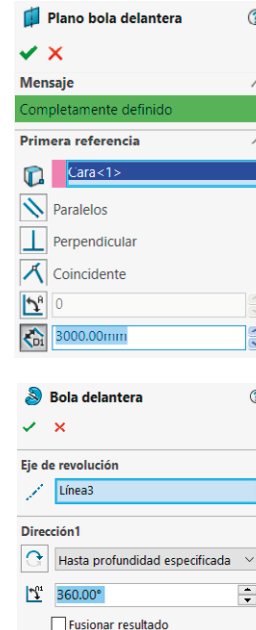 Plano bola delantera
Mensaje
Completamente definido
Primera referencia
Cara<1>
Paralelos
Perpendicular
Coincidente
0
3000.00mm
Bola delantera
Eje de revolución
Línea3
Dirección1
Hasta profundidad especificada
360.00°
Fusionar resultado